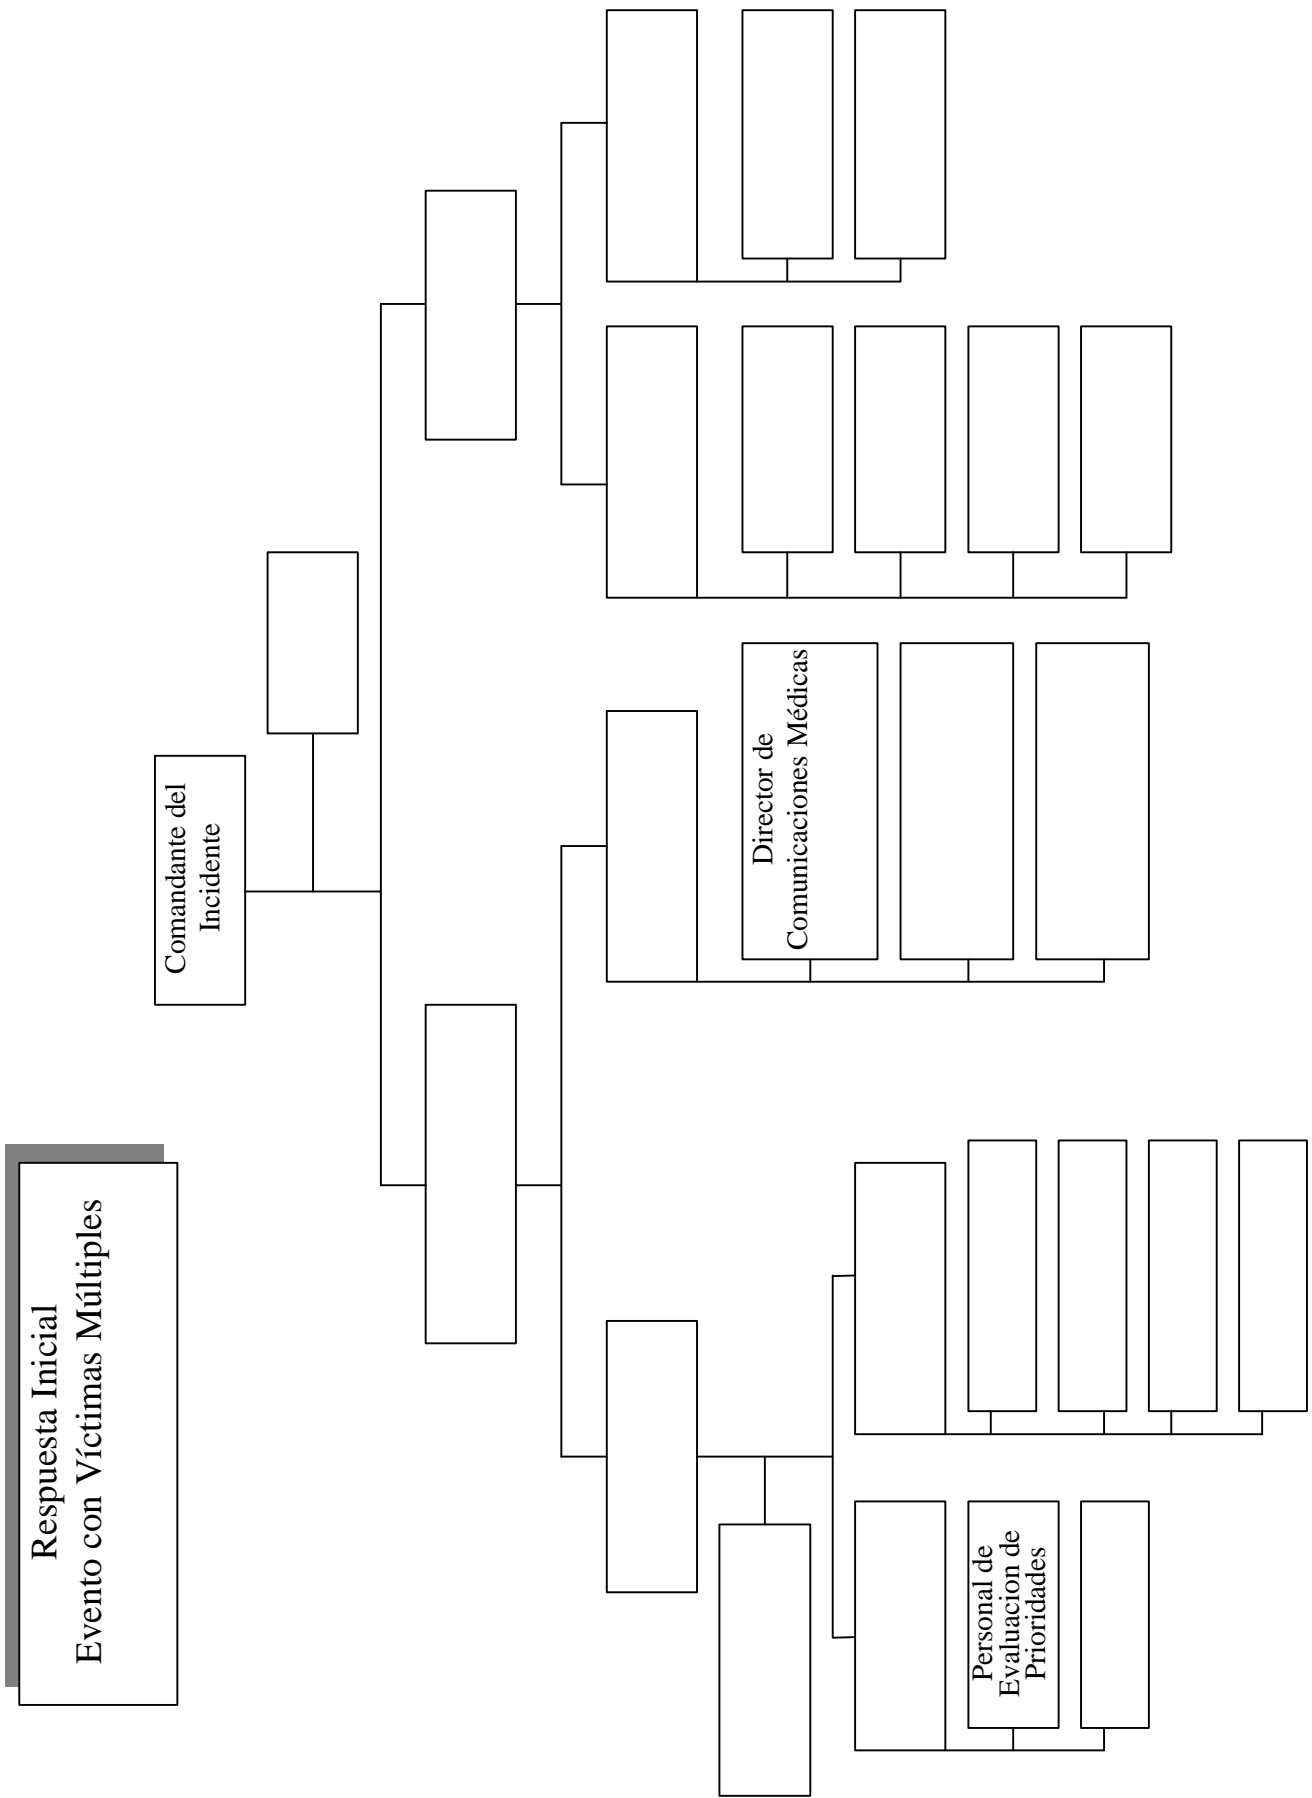 Respuesta Inicial
Evento con Víctimas Múltiples
Comandante del
Incidente
Director de
Comunicaciones Médicas
Personal de
Evaluacion de
Prioridades